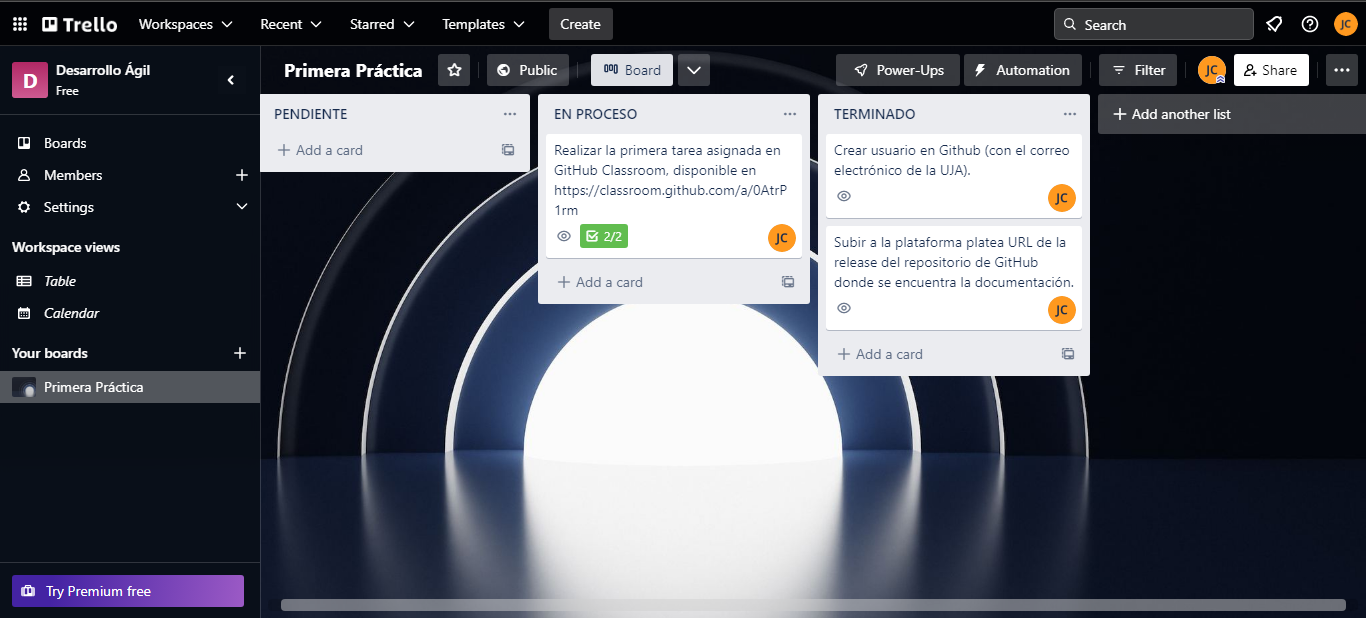 Trello
Workspaces
Recent
Starred
Templates
Create
Search
JC
D
Desarrollo Ágil
Free
Boards
Members
Settings
Workspace views
Table
Calendar
Your boards
Primera Práctica
Try Premium free
Primera Práctica
Public
Board
Power-Ups
Automation
Filter
JC
Share
PENDIENTE
Add a card
EN PROCESO
Realizar la primera tarea asignada en
GitHub Classroom, disponible en
https://classroom.github.com/a/0AtrP
1rm
2/2
JC
Add a card
TERMINADO
Crear usuario en Github (con el correo
electrónico de la UJA).
JC
Subir a la plataforma platea URL de la
release del repositorio de GitHub
donde se encuentra la documentación.
JC
Add a card
Add another list